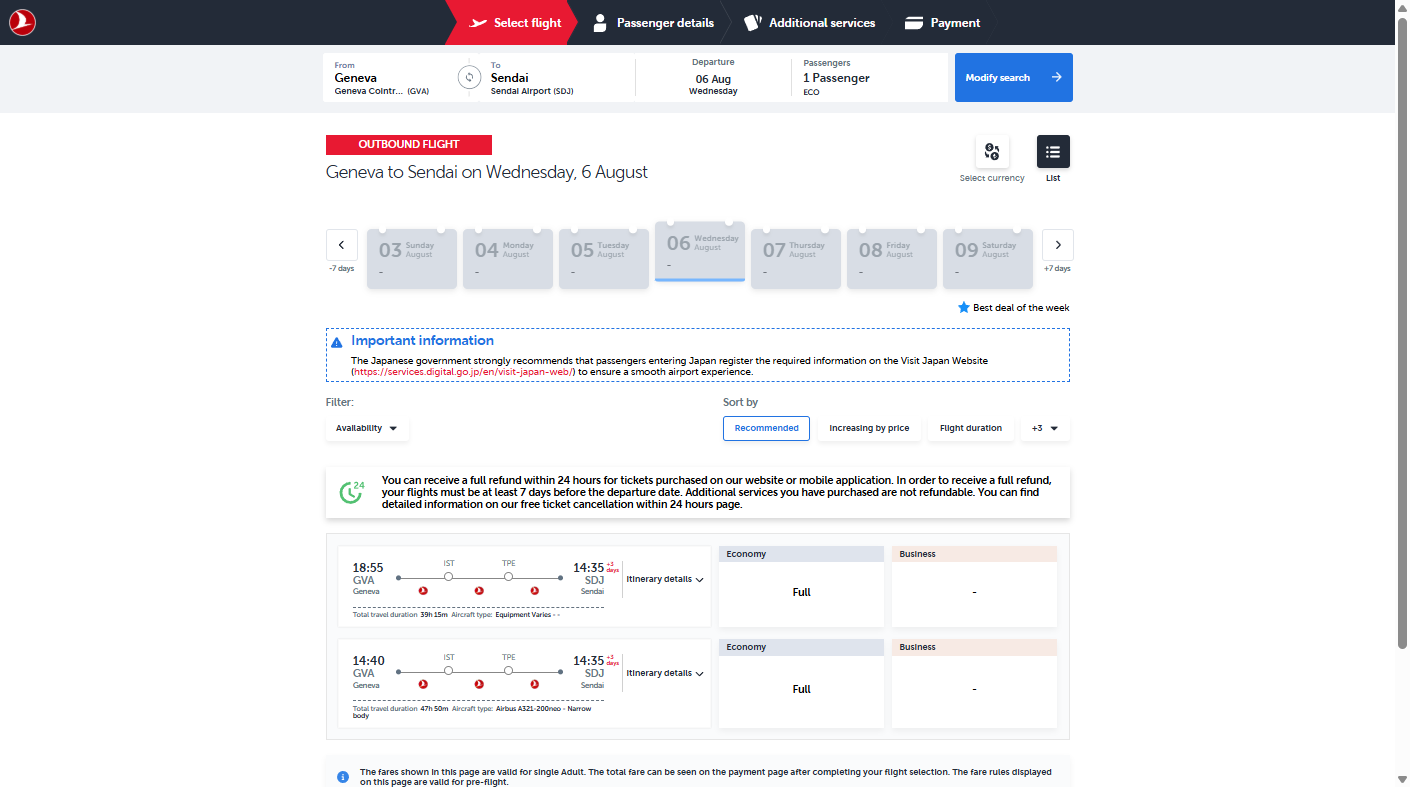 Select flight
Passenger details
Additional services
Payment
From
Geneva
Geneva Cointr... (GVA)
To
Sendai
Sendai Airport (SDJ)
Departure
06 Aug
Wednesday
Passengers
1 Passenger
ECO
Modify search
OUTBOUND FLIGHT
Geneva to Sendai on Wednesday, 6 August
Select currency
List
-7 days
03 Sunday August
-
04 Monday August
-
05 Tuesday August
-
06 Wednesday August
-
07 Thursday August
-
08 Friday August
-
09 Saturday August
-
+7 days
Best deal of the week
Important information
The Japanese government strongly recommends that passengers entering Japan register the required information on the Visit Japan Website
(https://services.digital.go.jp/en/visit-japan-web/) to ensure a smooth airport experience.
Filter:
Availability
Sort by
Recommended
Increasing by price
Flight duration
+3
24
You can receive a full refund within 24 hours for tickets purchased on our website or mobile application. In order to receive a full refund,
your flights must be at least 7 days before the departure date. Additional services you have purchased are not refundable. You can find
detailed information on our free ticket cancellation within 24 hours page.
18:55
GVA
Geneva
IST
TPE
14:35 +3 days
SDJ
Sendai
Itinerary details
Total travel duration 39h 15m Aircraft type: Equipment Varies - -
Economy
Full
Business
-
14:40
GVA
Geneva
IST
TPE
14:35 +3 days
SDJ
Sendai
Itinerary details
Total travel duration 47h 50m Aircraft type: Airbus A321-200neo - Narrow
body
Economy
Full
Business
-
The fares shown in this page are valid for single Adult. The total fare can be seen on the payment page after completing your flight selection. The fare rules displayed
on this page are valid for pre-flight.